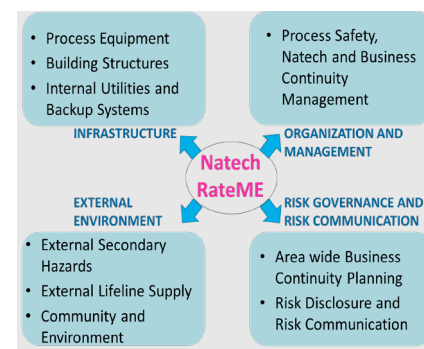 • Process Equipment
• Building Structures
• Internal Utilities and
Backup Systems
INFRASTRUCTURE
• Process Safety,
Natech and Business
Continuity
Management
ORGANIZATION AND
MANAGEMENT
Natech
RateME
EXTERNAL
ENVIRONMENT
• External Secondary
Hazards
• External Lifeline Supply
• Community and
Environment
RISK GOVERNANCE AND
RISK COMMUNICATION
• Area wide Business
Continuity Planning
• Risk Disclosure and
Risk Communication